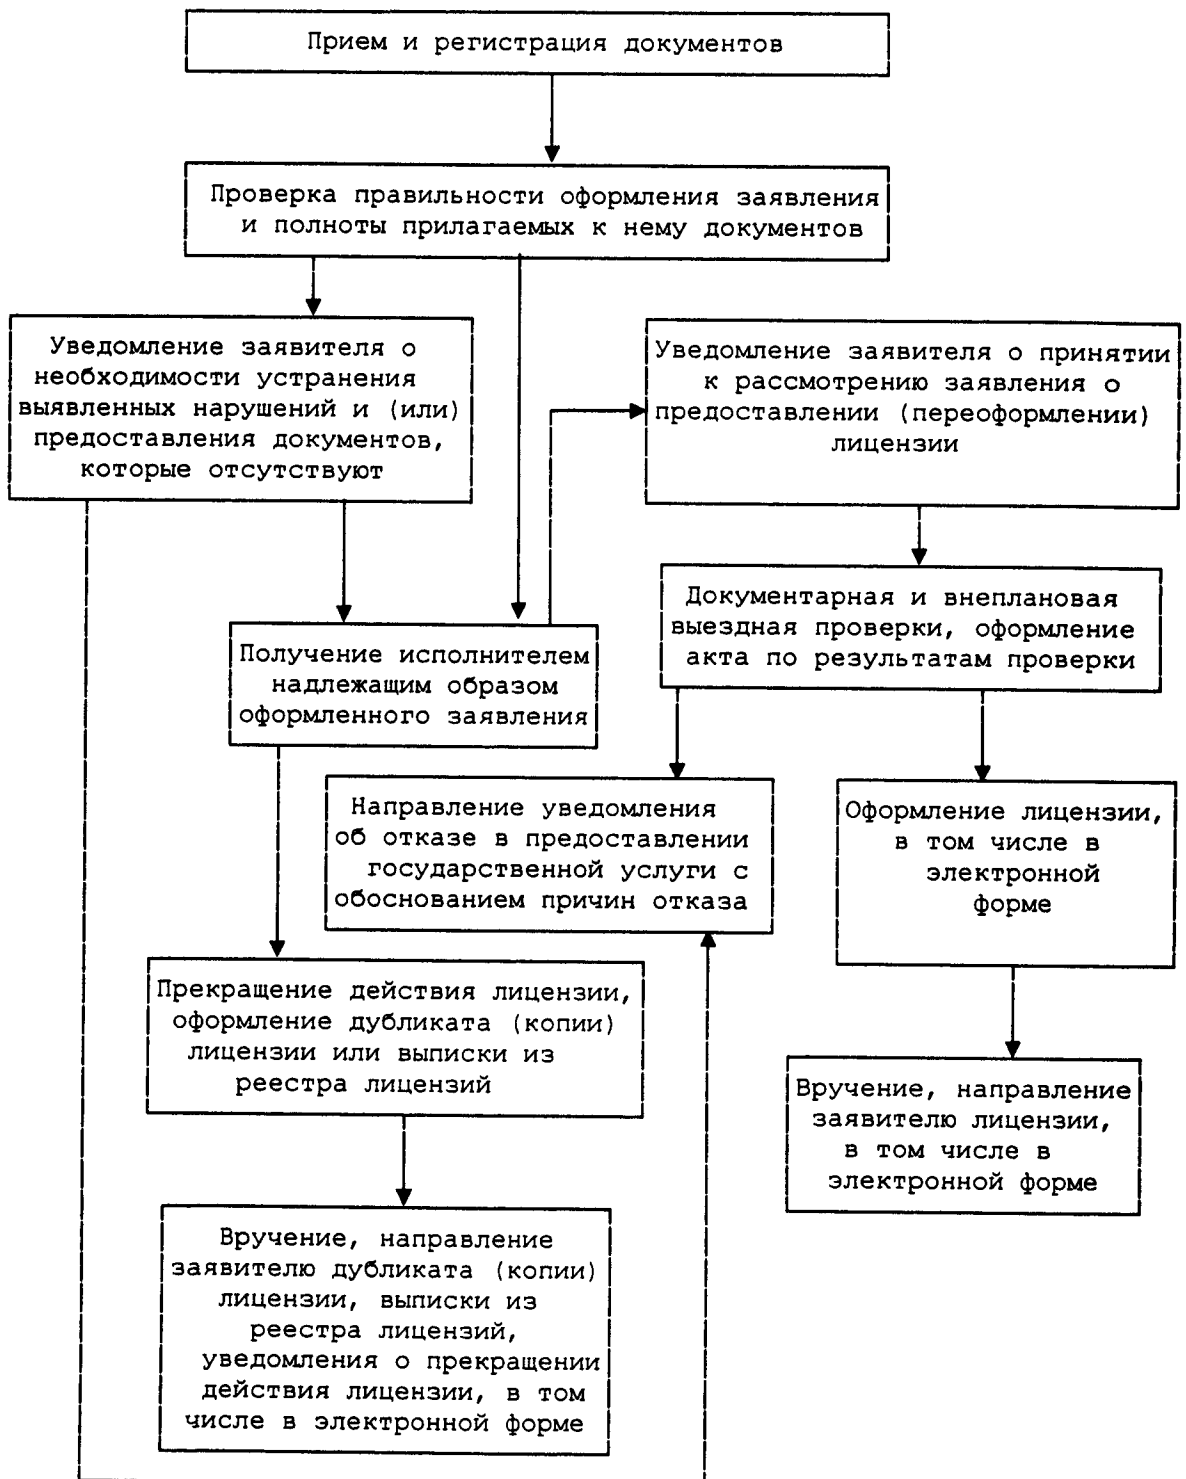 Прием и регистрация документов
Проверка правильности оформления заявления
и полноты прилагаемых к нему документов
Уведомление заявителя о
необходимости устранения
выявленных нарушений и (или)
предоставления документов,
которые отсутствуют
Уведомление заявителя о принятии
к рассмотрению заявления о
предоставлении (переоформлении)
лицензии
Документарная и внеплановая
выездная проверки, оформление
акта по результатам проверки
Получение исполнителем
надлежащим образом
оформленного заявления
Направление уведомления
об отказе в предоставлении
государственной услуги с
обоснованием причин отказа
Оформление лицензии,
в том числе в
электронной
форме
Прекращение действия лицензии,
оформление дубликата (копии)
лицензии или выписки из
реестра лицензий
Вручение, направление
заявителю лицензии,
в том числе в
электронной форме
Вручение, направление
заявителю дубликата (копии)
лицензии, выписки из
реестра лицензий,
уведомления о прекращении
действия лицензии, в том
числе в электронной форме